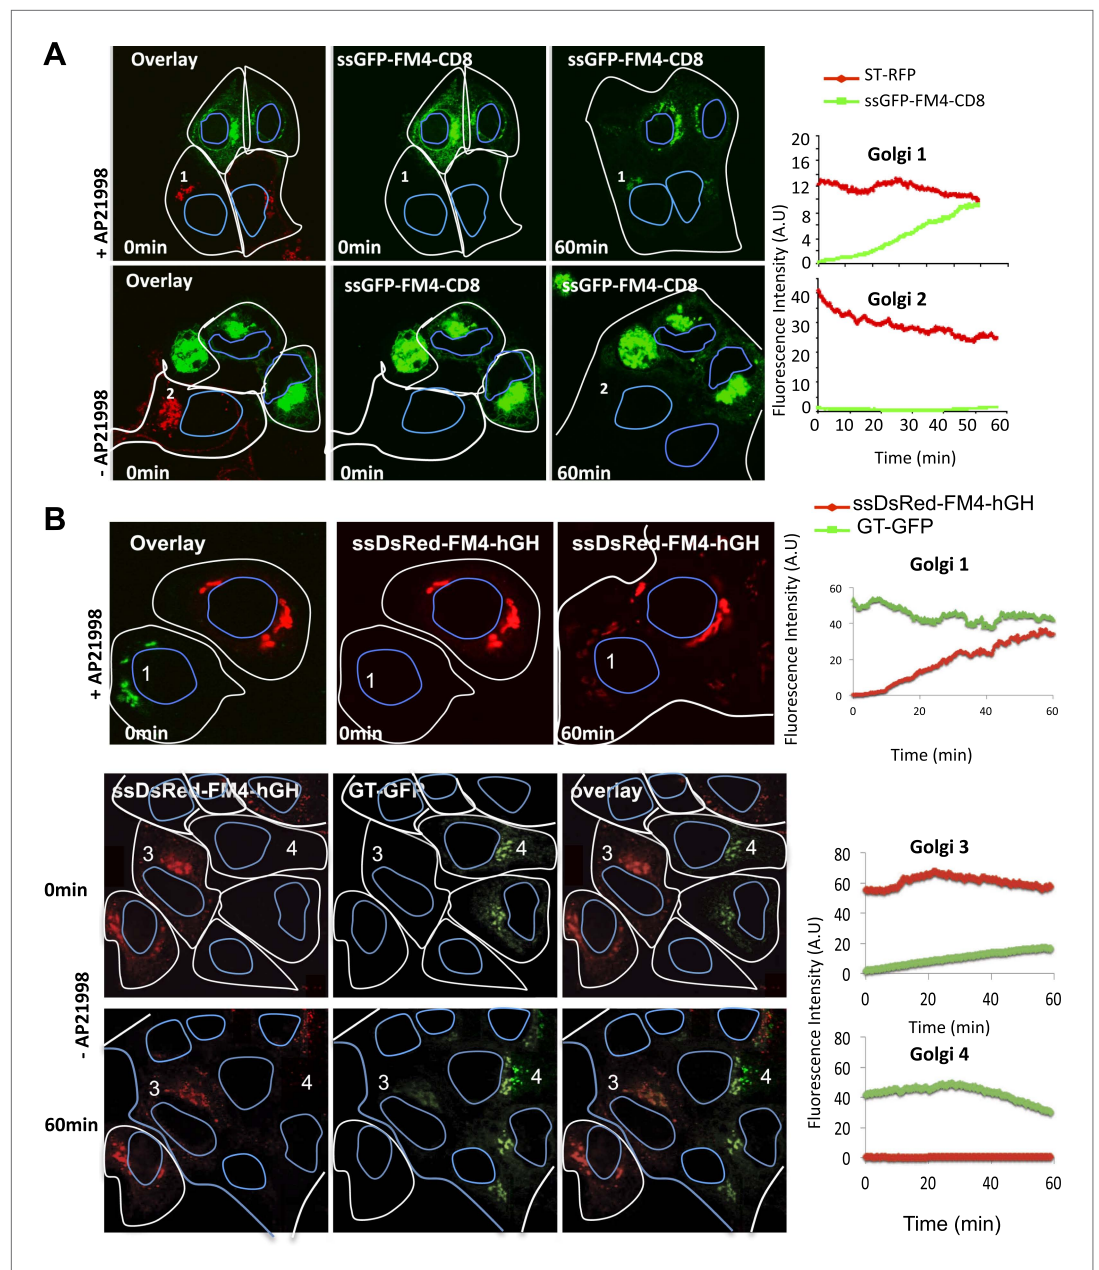 A
Overlay
ssGFP-FM4-CD8
ssGFP-FM4-CD8
+ AP21998
1
1
1
0min
0min
60min
Overlay
ssGFP-FM4-CD8
ssGFP-FM4-CD8
- AP21998
2
2
0min
0min
60min
ST-RFP
ssGFP-FM4-CD8
Fluorescence Intensity (A.U)
Golgi 1
20
16
12
8
4
0
Golgi 2
40
30
20
10
0
0 10 20 30 40 50 60
Time (min)
B
Overlay
ssDsRed-FM4-hGH
ssDsRed-FM4-hGH
+ AP21998
1
1
1
0min
0min
60min
ssDsRed-FM4-hGH
GT-GFP
Fluorescence Intensity (A.U)
Golgi 1
60
40
20
0
0 20 40 60
Time (min)
- AP21998
0min
ssDsRed-FM4-hGH
GT-GFP
overlay
3 4
3 4
3 4
60min
3 4
3 4
3 4
Fluorescence Intensity (A.U)
Golgi 3
80
60
40
20
0
0 20 40 60
Time (min)
Golgi 4
80
60
40
20
0
0 20 40 60
Time (min)